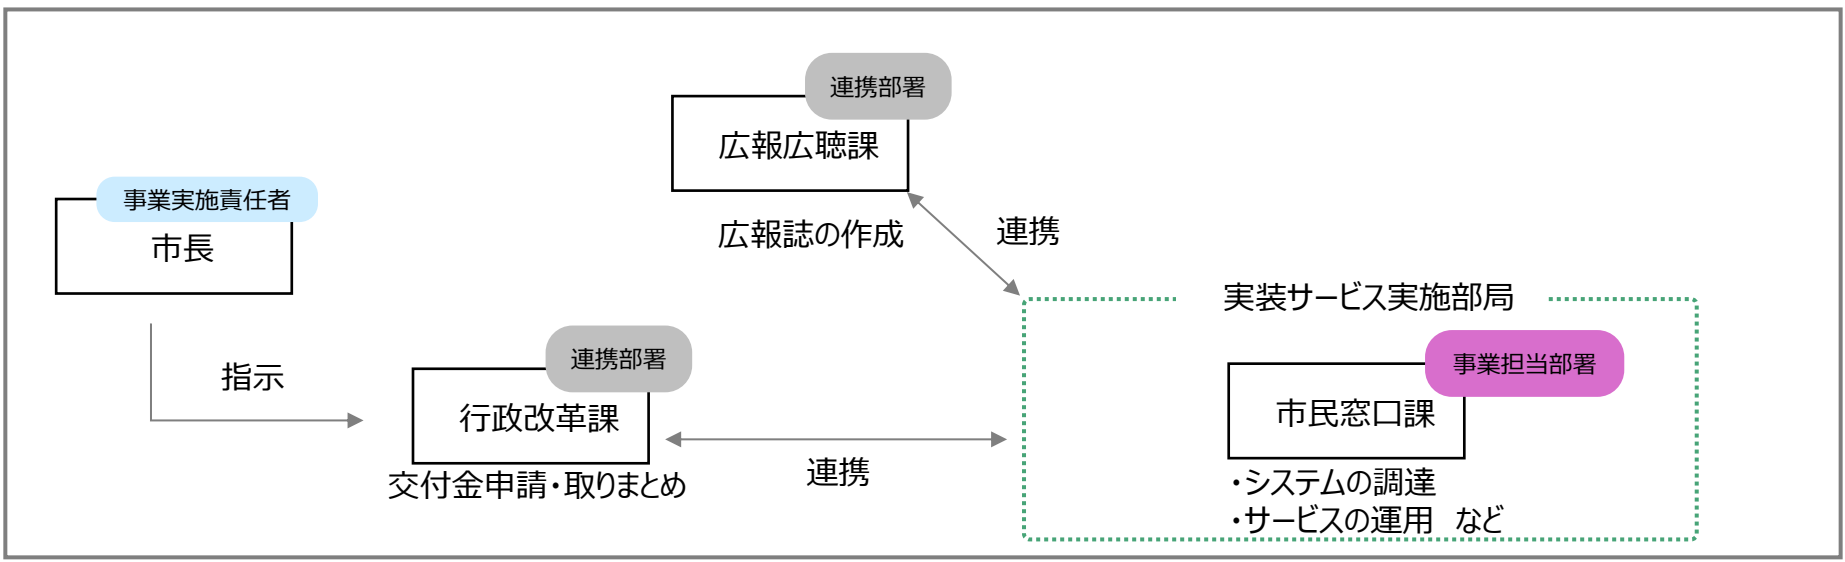 連携部署
広報広聴課
事業実施責任者
市長
広報誌の作成
連携
実装サービス実施部局
指示
連携部署
行政改革課
交付金申請・取りまとめ
連携
事業担当部署
市民窓口課
・システムの調達
・サービスの運用　など